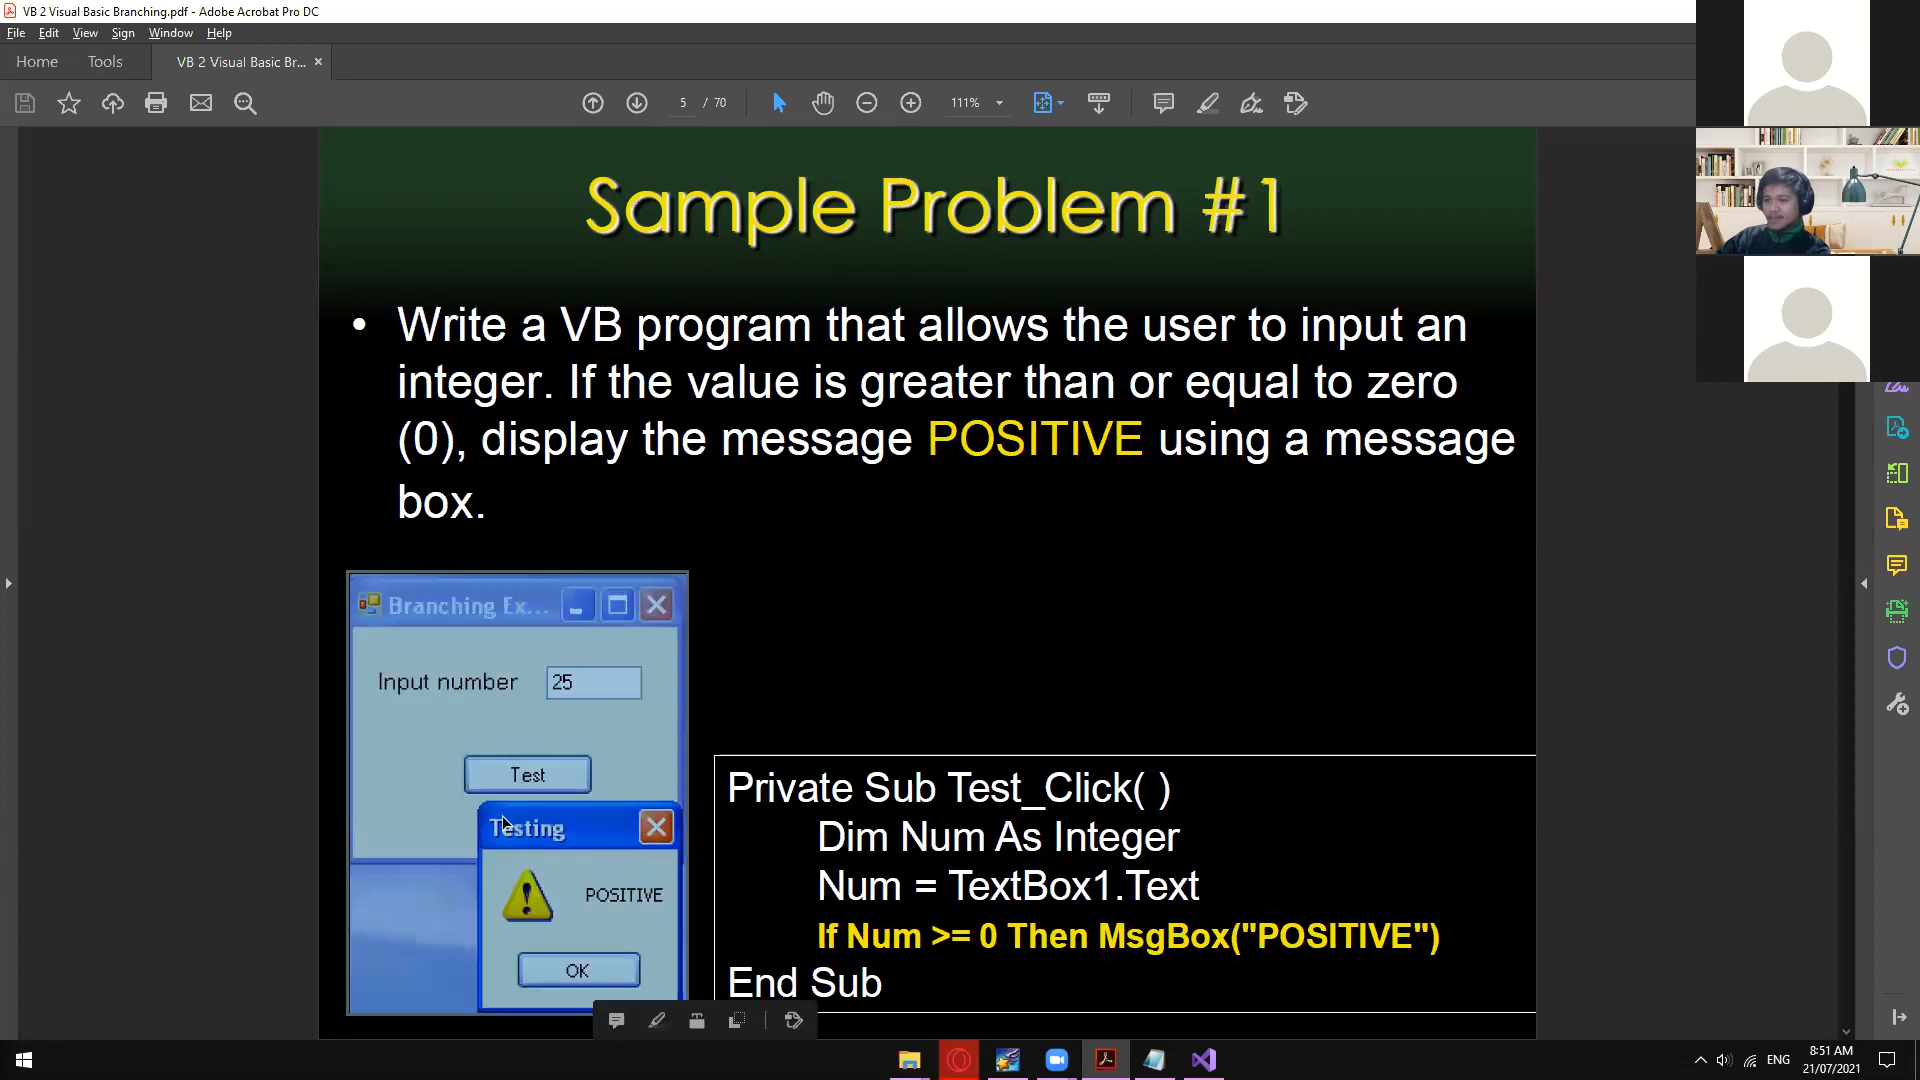 VB 2 Visual Basic Branching.pdf - Adobe Acrobat Pro DC
File Edit View Sign Window Help
Home Tools VB 2 Visual Basic Br... ×
5 / 70 111%
Sample Problem #1
• Write a VB program that allows the user to input an
integer. If the value is greater than or equal to zero
(0), display the message POSITIVE using a message
box.
Branching Ex...
Input number 25
Test
Testing
POSITIVE
OK
Private Sub Test_Click( )
Dim Num As Integer
Num = TextBox1.Text
If Num >= 0 Then MsgBox("POSITIVE")
End Sub
ENG
8:51 AM
21/07/2021